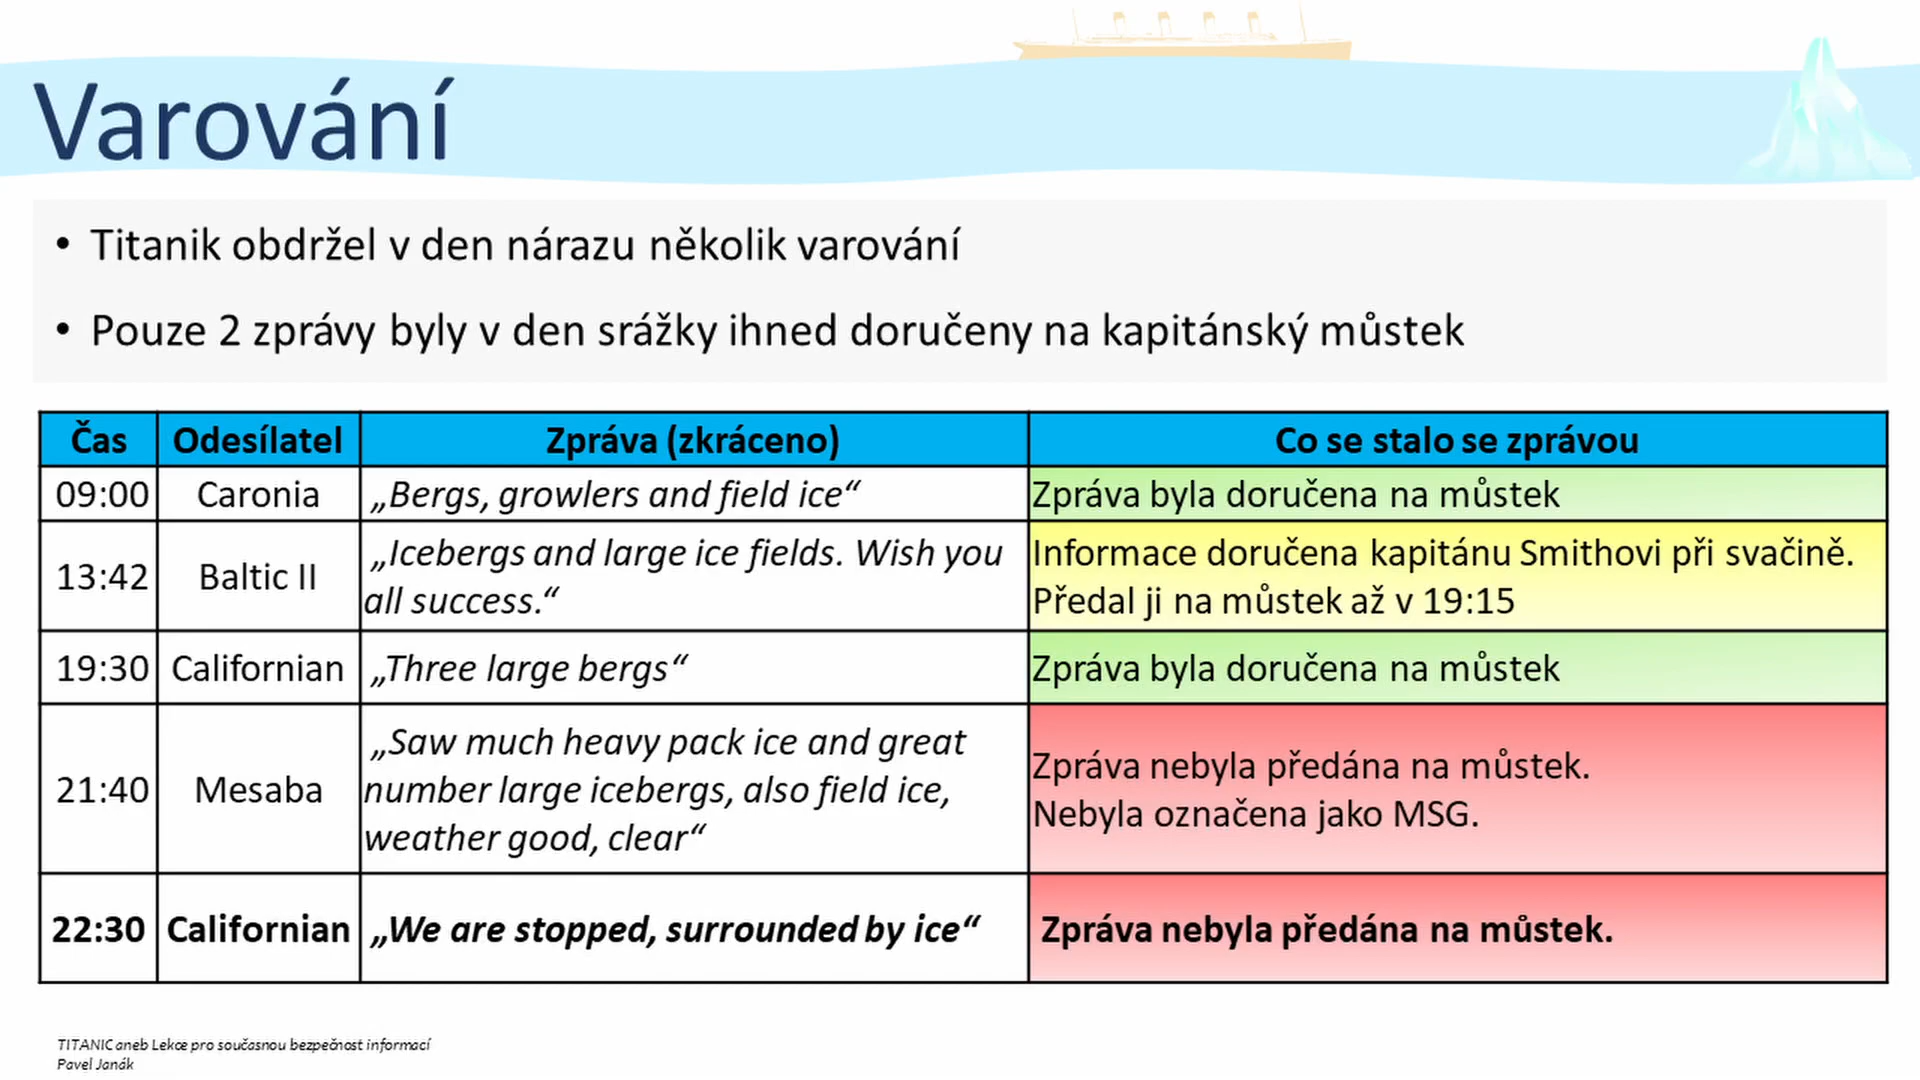 Varování
• Titanik obdržel v den nárazu několik varování
• Pouze 2 zprávy byly v den srážky ihned doručeny na kapitánský můstek
Čas Odesílatel Zpráva (zkráceno) Co se stalo se zprávou
09:00 Caronia „Bergs, growlers and field ice“ Zpráva byla doručena na můstek
13:42 Baltic II „Icebergs and large ice fields. Wish you
all success.“
Informace doručena kapitánu Smithovi při svačině.
Předal ji na můstek až v 19:15
19:30 Californian „Three large bergs“ Zpráva byla doručena na můstek
21:40 Mesaba „Saw much heavy pack ice and great
number large icebergs, also field ice,
weather good, clear“
Zpráva nebyla předána na můstek.
Nebyla označena jako MSG.
22:30 Californian „We are stopped, surrounded by ice“ Zpráva nebyla předána na můstek.
TITANIC aneb Lekce pro současnou bezpečnost informací
Pavel Janák